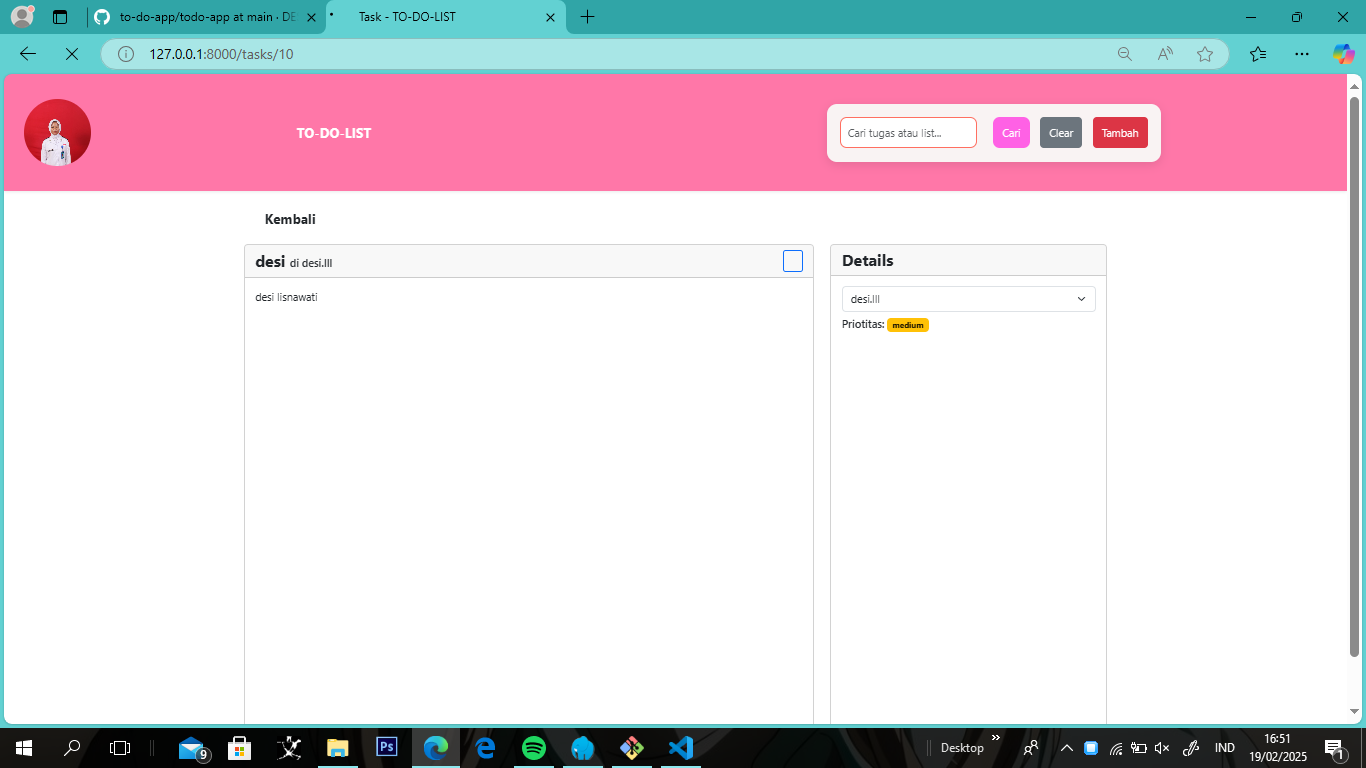 to-do-app/todo-app at main · DE
Task - TO-DO-LIST
127.0.0.1:8000/tasks/10
TO-DO-LIST
Cari tugas atau list...
Cari
Clear
Tambah
Kembali
desi di desi.lll
Details
desi lisnawati
desi.lll
Priotitas: medium
9
Ps
Desktop
IND
16:51
19/02/2025
1